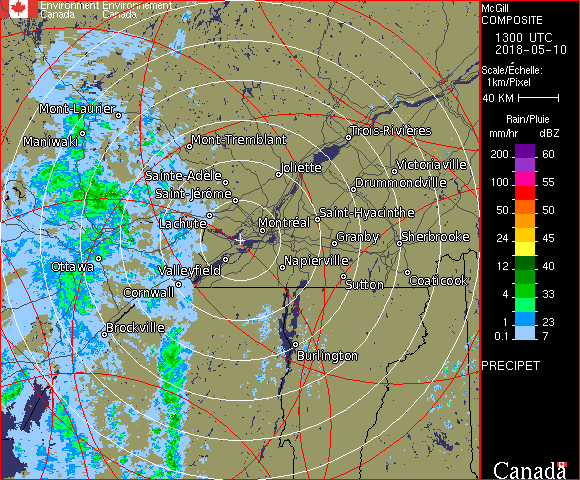 Environment Environnement
Canada Canada
McGill
COMPOSITE
1300 UTC
2018-05-10
Scale/Échelle:
1km/Pixel
40 KM
Rain/Pluie
mm/hr dBZ
200 60
100 55
50 50
24 45
12 40
4 33
1 23
0.1 7
PRECIPET
Canada
Mont-Laurier
Maniwaki
Mont-Tremblant
Trois-Rivières
Sainte-Adèle
Joliette
Victoriaville
Saint-Jérôme
Drummondville
Lachute
Montréal
Saint-Hyacinthe
Granby
Sherbrooke
Ottawa
Valleyfield
Napierville
Cornwall
Sutton
Coaticook
Brockville
Burlington